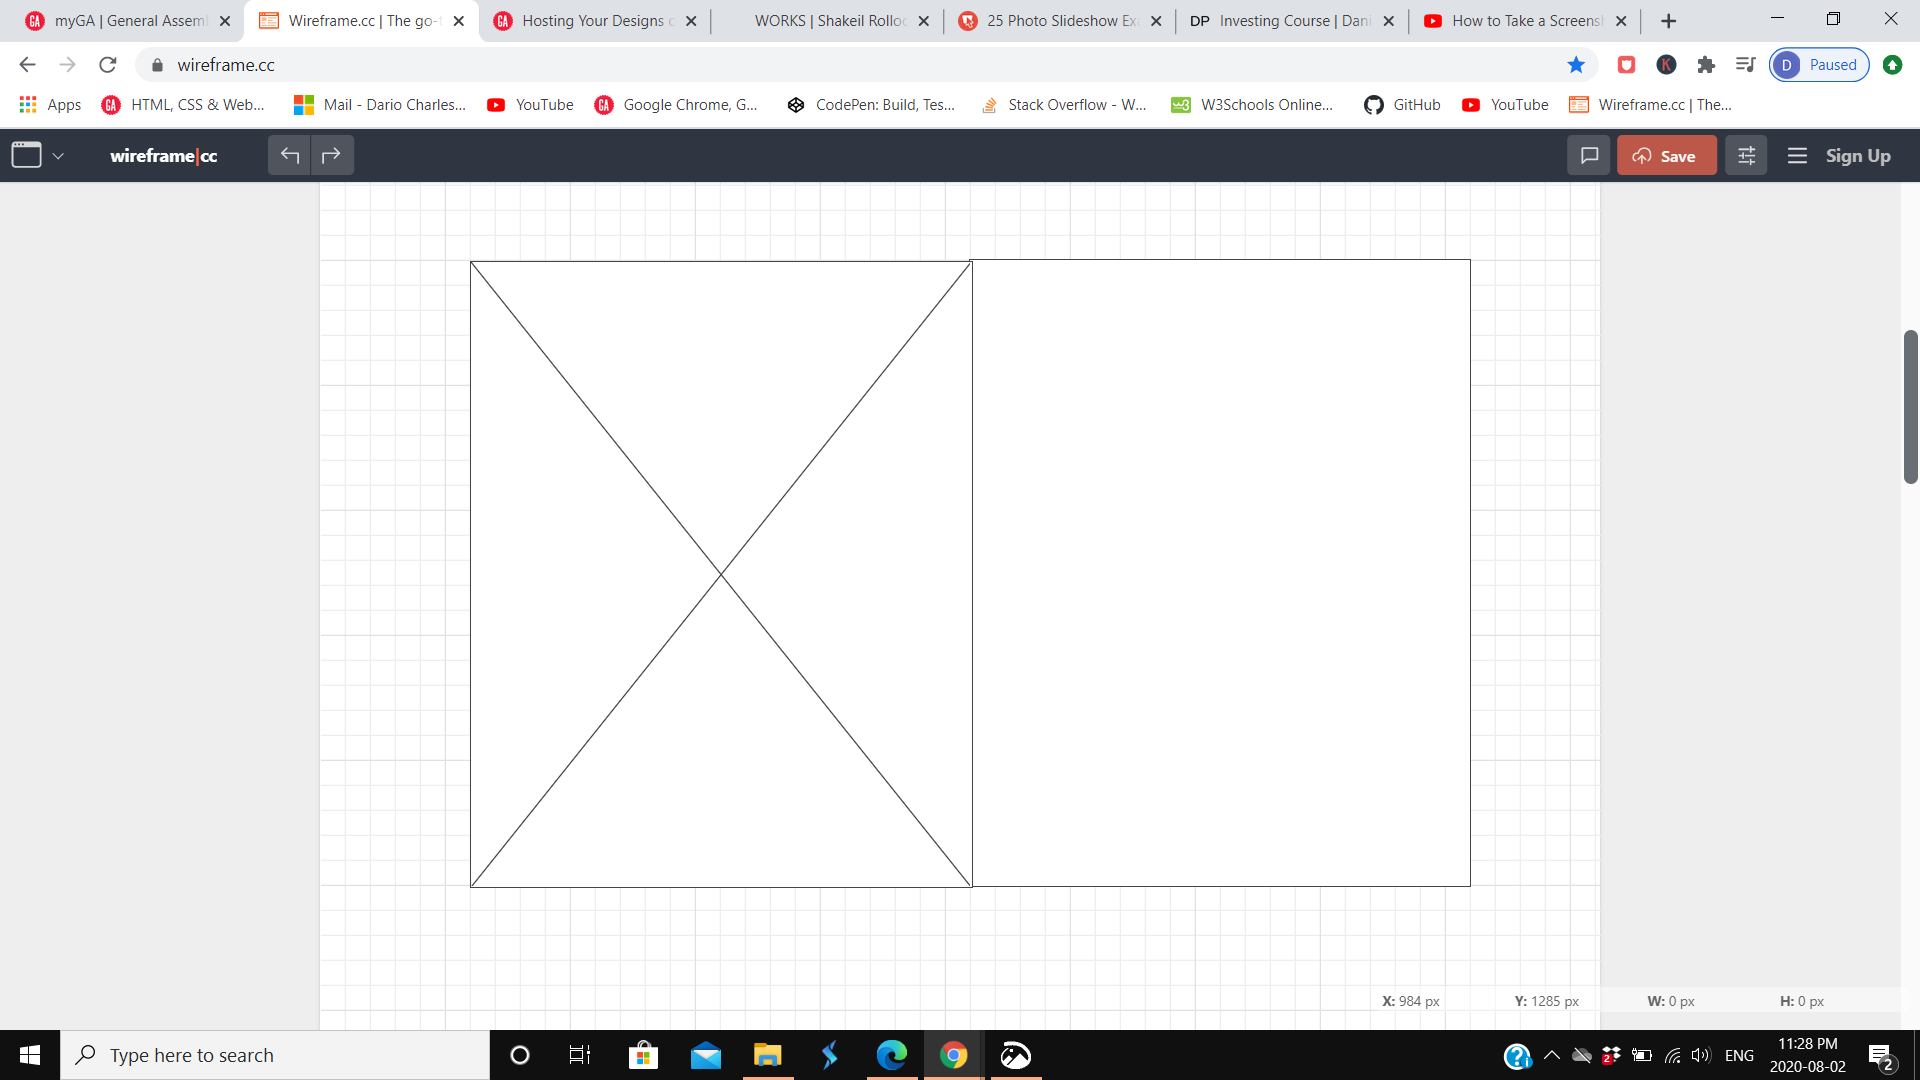 myGA | General Assem
Wireframe.cc | The go-
Hosting Your Designs
WORKS | Shakeil Rolloc
25 Photo Slideshow Ex
DP Investing Course | Dani
How to Take a Screens
wireframe.cc
D Paused
Apps
HTML, CSS & Web...
Mail - Dario Charles...
YouTube
Google Chrome, G...
CodePen: Build, Tes...
Stack Overflow - W...
W3Schools Online...
GitHub
YouTube
Wireframe.cc | The...
wireframe|cc
Save
Sign Up
X: 984 px
Y: 1285 px
W: 0 px
H: 0 px
Type here to search
ENG
11:28 PM
2020-08-02
2